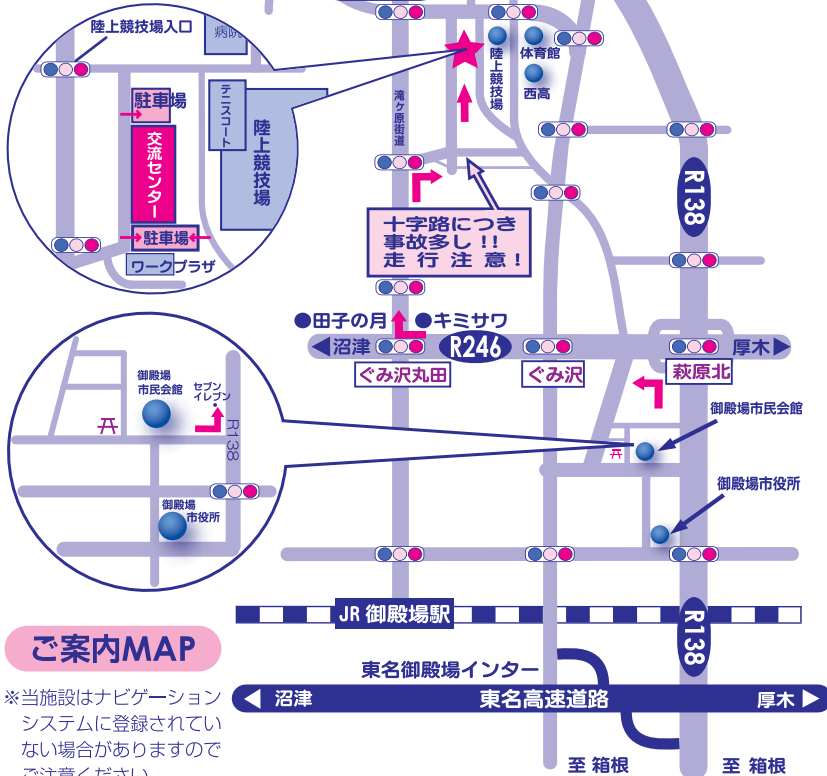 陸上競技場入口
病院
駐車場
テニスコート
陸上競技場
交流センター
駐車場
ワークプラザ
陸上競技場
体育館
西高
滝ケ原街道
R138
十字路につき
事故多し!!
走行注意!
●田子の月
●キミサワ
沼津
R246
厚木
ぐみ沢丸田
ぐみ沢
萩原北
御殿場
市民会館
セブン
イレブン
R138
御殿場
市役所
御殿場市民会館
御殿場市役所
JR 御殿場駅
R138
ご案内MAP
東名御殿場インター
沼津
東名高速道路
厚木
※当施設はナビゲーション
システムに登録されてい
ない場合がありますので
ご注意ください
至 箱根
至 箱根